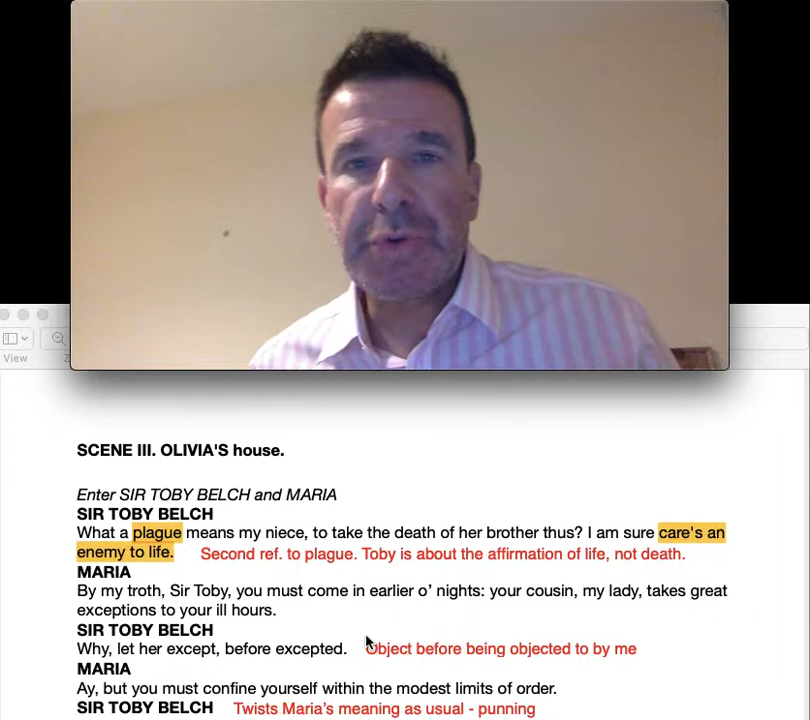 View
SCENE III. OLIVIA'S house.
Enter SIR TOBY BELCH and MARIA
SIR TOBY BELCH
What a plague means my niece, to take the death of her brother thus? I am sure care's an
enemy to life. Second ref. to plague. Toby is about the affirmation of life, not death.
MARIA
By my troth, Sir Toby, you must come in earlier o’ nights: your cousin, my lady, takes great
exceptions to your ill hours.
SIR TOBY BELCH
Why, let her except, before excepted. Object before being objected to by me
MARIA
Ay, but you must confine yourself within the modest limits of order.
SIR TOBY BELCH Twists Maria’s meaning as usual - punning